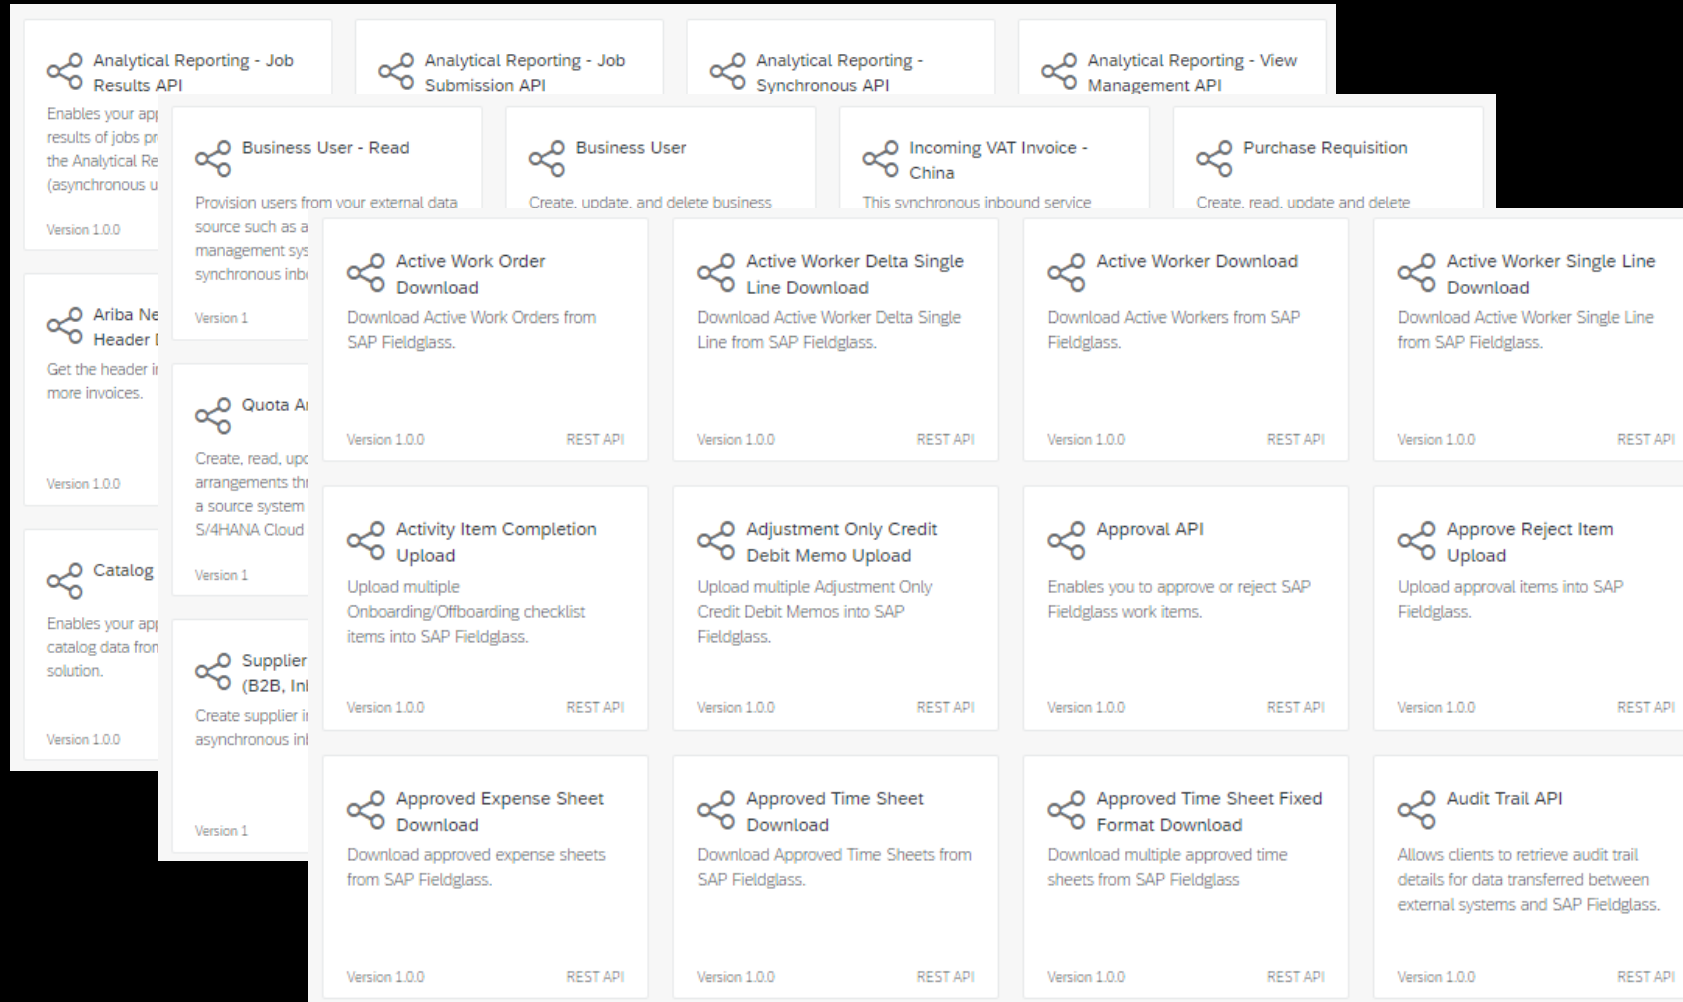 Analytical Reporting - Job
Results API
Enables your
results of jobs
the Analytical
(asynchronous
Version 1.0.0
Analytical Reporting - Job
Submission API
Analytical Reporting -
Synchronous API
Analytical Reporting - View
Management API
Ariba
Header
Get the header
more invoices.
Version 1.0.0
Catalog
Enables your
catalog data
solution.
Version 1.0.0
Business User - Read
Provision users from your external data
source such as a
management
synchronous
Version 1
Business User
Create, update, and delete business
Incoming VAT Invoice -
China
This synchronous inbound service
Purchase Requisition
Create, read, update and delete
Quota
Create, read,
arrangements
a source system
S/4HANA Cloud
Version 1
Supplier
(B2B,
Create supplier
asynchronous
Version 1
Active Work Order
Download
Download Active Work Orders from
SAP Fieldglass.
Version 1.0.0 REST API
Active Worker Delta Single
Line Download
Download Active Worker Delta Single
Line from SAP Fieldglass.
Version 1.0.0 REST API
Active Worker Download
Download Active Workers from SAP
Fieldglass.
Version 1.0.0 REST API
Active Worker Single Line
Download
Download Active Worker Single Line
from SAP Fieldglass.
Version 1.0.0 REST API
Activity Item Completion
Upload
Upload multiple
Onboarding/Offboarding checklist
items into SAP Fieldglass.
Version 1.0.0 REST API
Adjustment Only Credit
Debit Memo Upload
Upload multiple Adjustment Only
Credit Debit Memos into SAP
Fieldglass.
Version 1.0.0 REST API
Approval API
Enables you to approve or reject SAP
Fieldglass work items.
Version 1.0.0 REST API
Approve Reject Item
Upload
Upload approval items into SAP
Fieldglass.
Version 1.0.0 REST API
Approved Expense Sheet
Download
Download approved expense sheets
from SAP Fieldglass.
Version 1.0.0 REST API
Approved Time Sheet
Download
Download Approved Time Sheets from
SAP Fieldglass.
Version 1.0.0 REST API
Approved Time Sheet Fixed
Format Download
Download multiple approved time
sheets from SAP Fieldglass
Version 1.0.0 REST API
Audit Trail API
Allows clients to retrieve audit trail
details for data transferred between
external systems and SAP Fieldglass.
Version 1.0.0 REST API